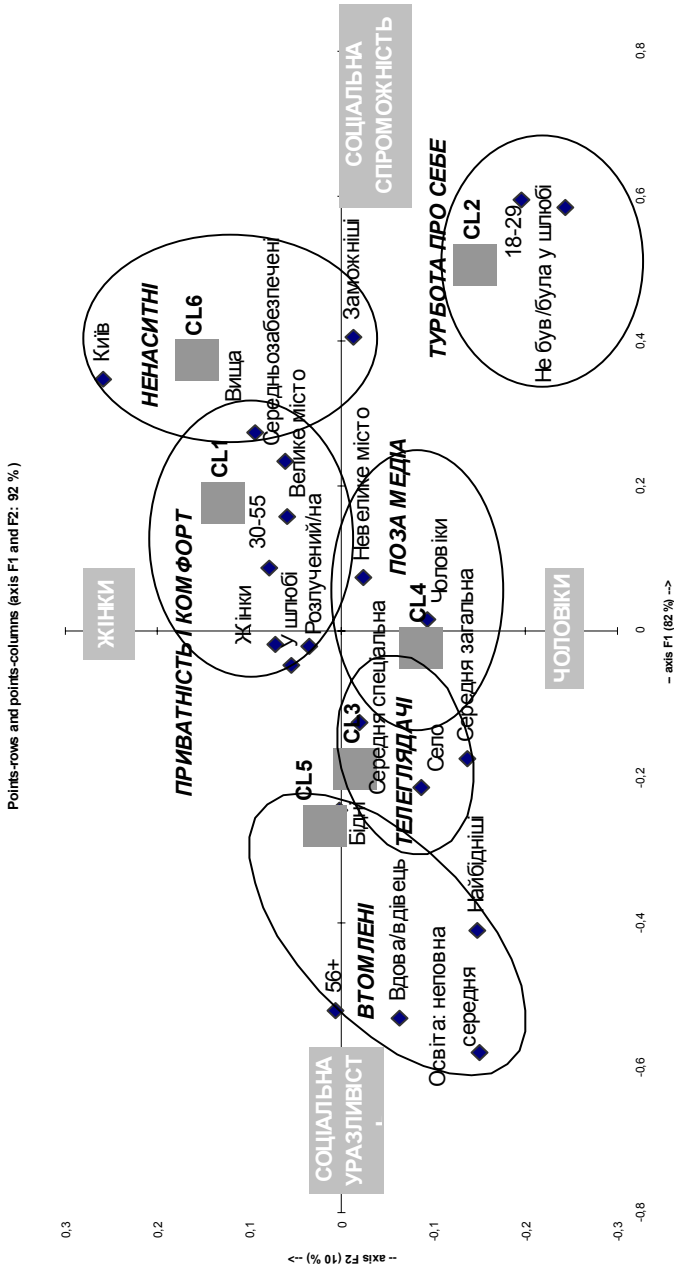 Points-rows and points-columns (axis F1 and F2: 92 %)
СОЦІАЛЬНА
СПРОМОЖНІСТЬ
ЖІНКИ
ЧОЛОВІКИ
СОЦІАЛЬНА
УРАЗЛИВІСТ
НЕНАСИТНІ
Київ
CL6
Вища
Середньозабезпечені
Заможніші
ТУРБОТА ПРО СЕБЕ
CL2
18-29
Не був/була у шлюбі
ПРИВАТНІСТЬ І КОМФОРТ
CL1
30-55
Велике місто
Жінки
У шлюбі
Розлучений/на
Невелике місто
ПОЗА МЕДІА
CL4
Чоловіки
Середня загальна
CL3
Середня спеціальна
ТЕЛЕГЛЯДАЧІ
Село
CL5
Бідні
ВТОМЛЕНІ
56+
Вдова/вдівець
Найбідніші
Освіта: неповна
середня
0,3
0,2
0,1
0
-0,1
-0,2
-0,3
-0,8
-0,6
-0,4
-0,2
0
0,2
0,4
0,6
0,8
-- axis F2 (10 %) -->
– axis F1 (82 %) -->